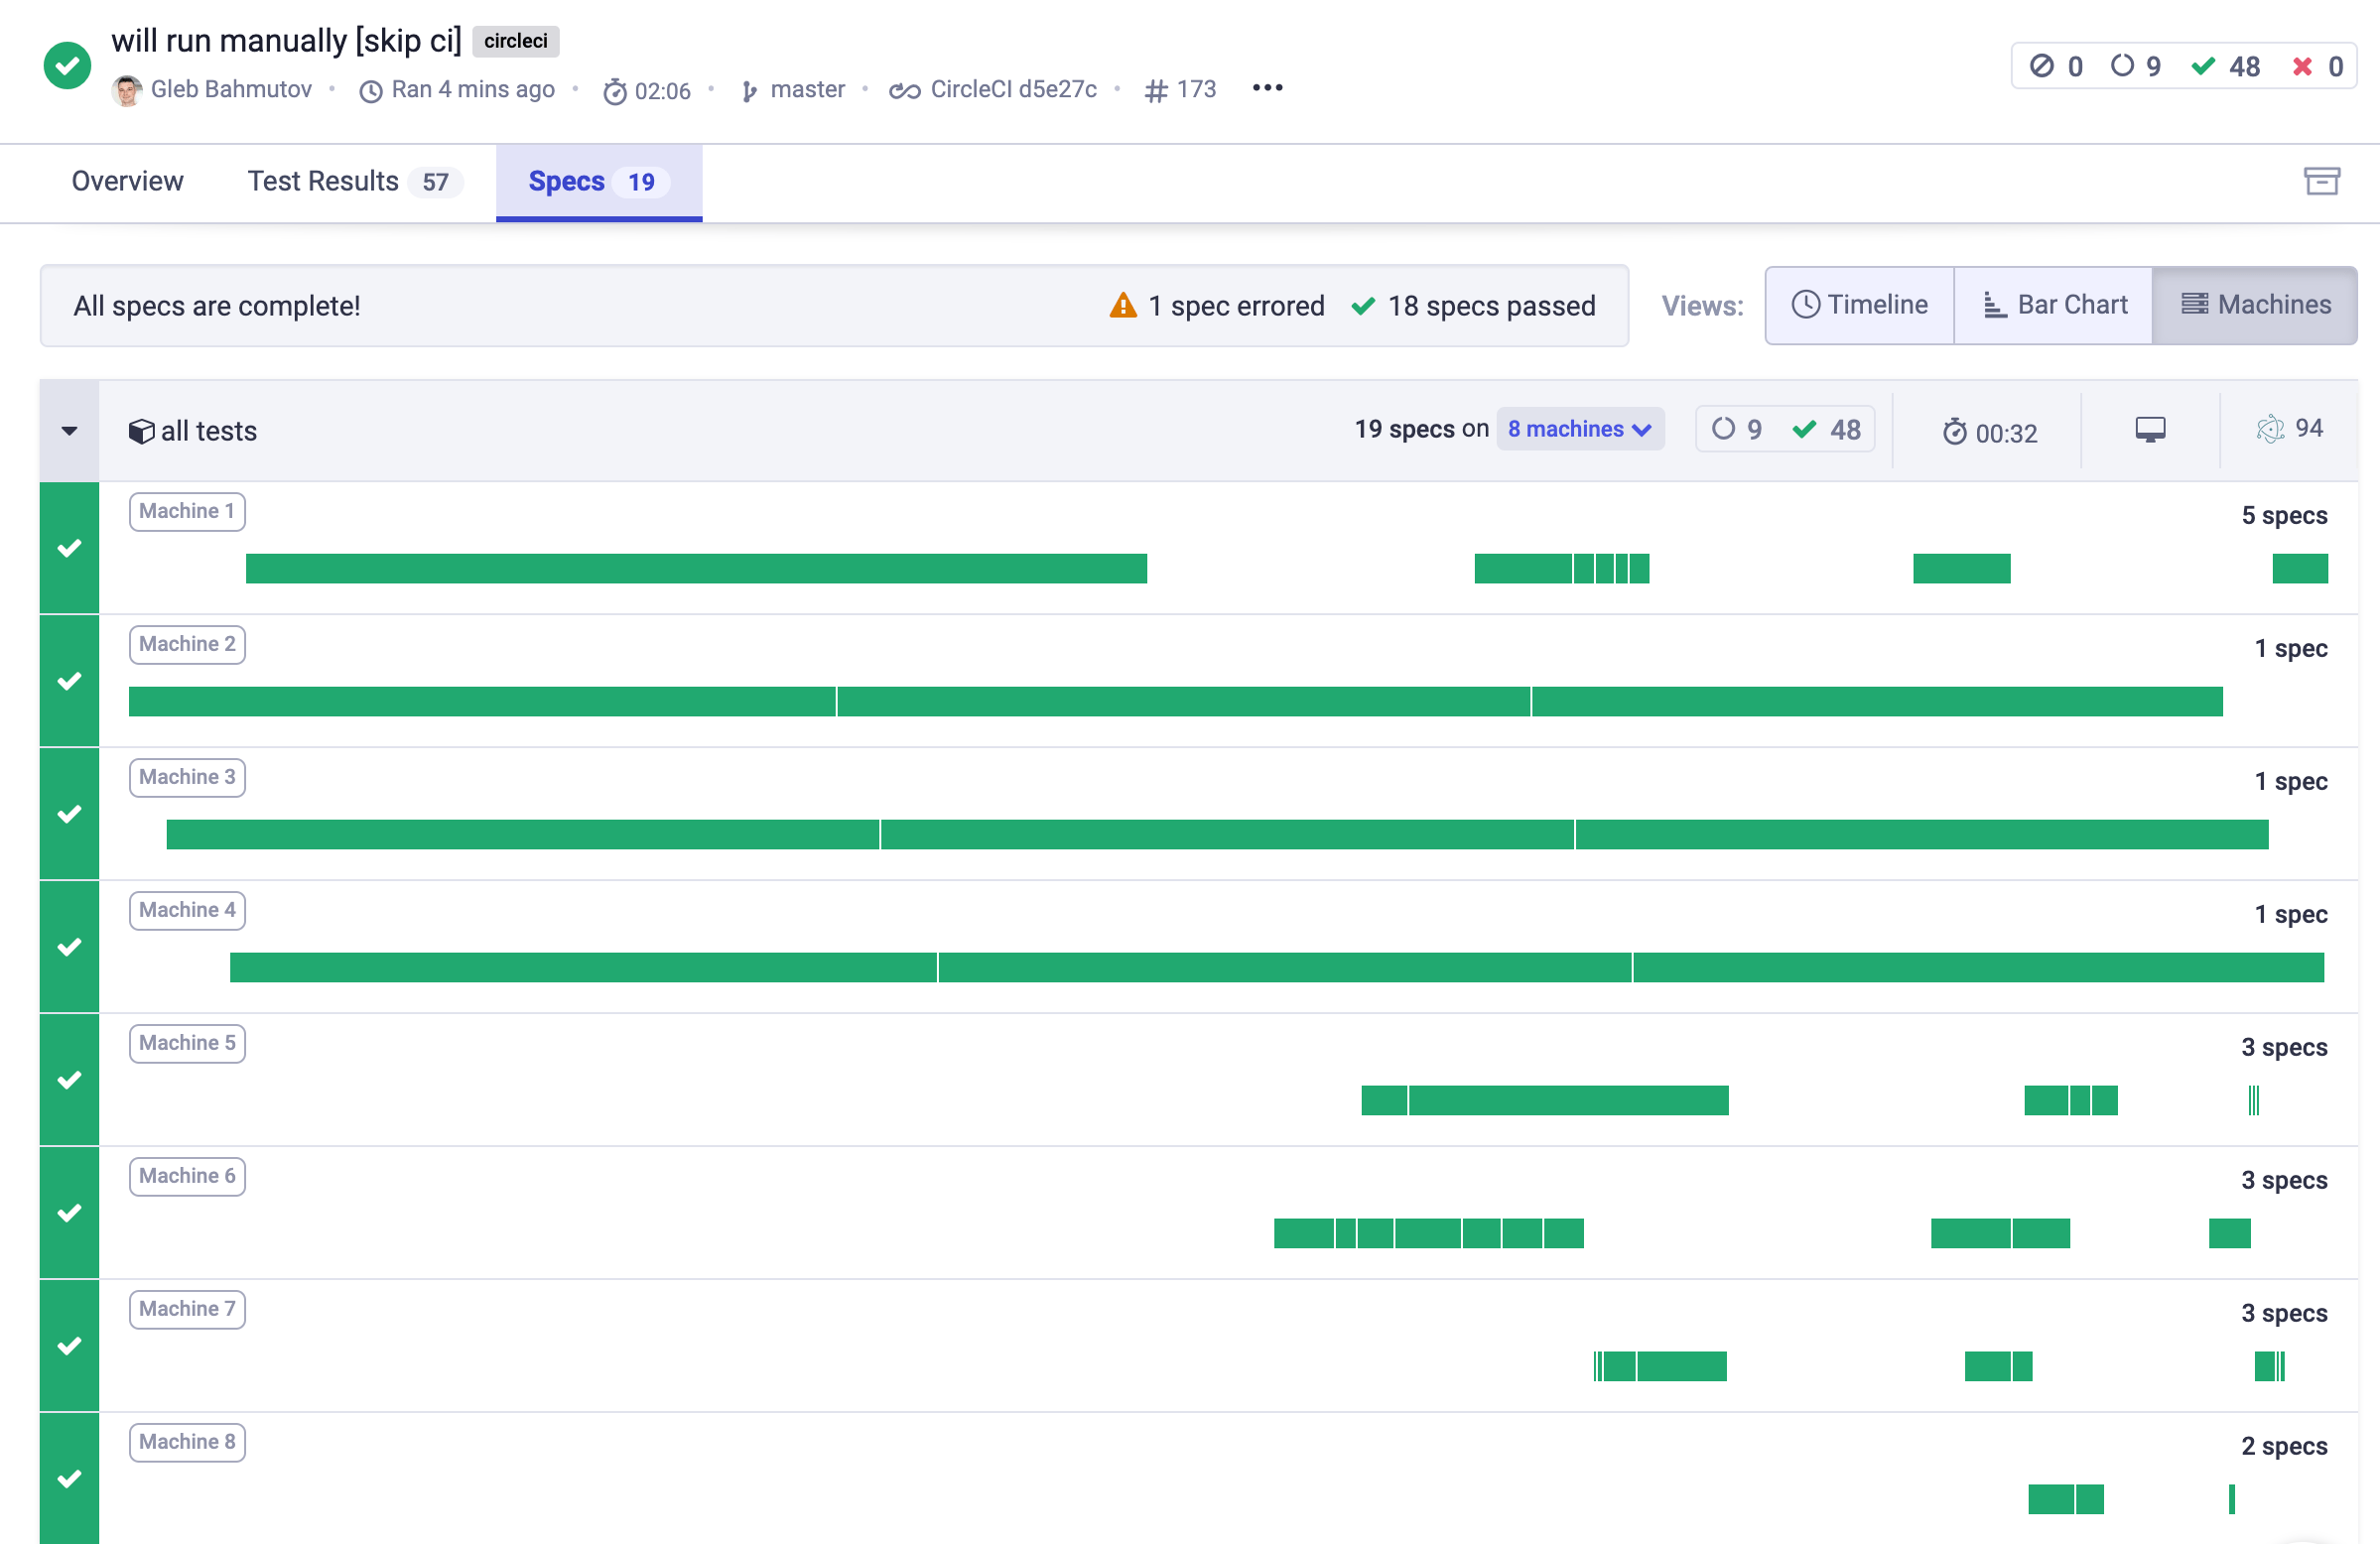 will run manually [skip ci] circleci
Gleb Bahmutov • Ran 4 mins ago • 02:06 • master • CircleCI d5e27c • # 173 •••
0 9 48 0
Overview Test Results 57 Specs 19
All specs are complete! 1 spec errored 18 specs passed Views: Timeline Bar Chart Machines
all tests 19 specs on 8 machines 9 48 00:32 94
Machine 1 5 specs
Machine 2 1 spec
Machine 3 1 spec
Machine 4 1 spec
Machine 5 3 specs
Machine 6 3 specs
Machine 7 3 specs
Machine 8 2 specs